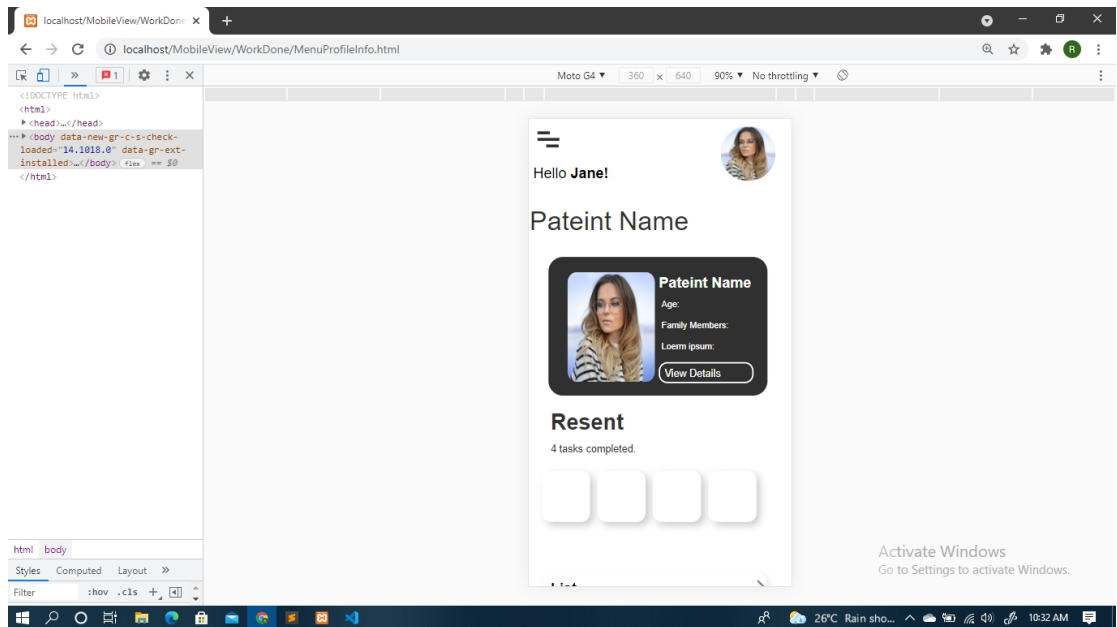 localhost/MobileView/WorkDone
localhost/MobileView/WorkDone/MenuProfileInfo.html
R
1
Moto G4 ▼ 360 x 640 90% ▼ No throttling ▼
<!DOCTYPE html>
<html>
<head>…</head>
<body data-new-gr-c-s-check-
loaded="14.1018.0" data-gr-ext-
installed>…</body> flex == $0
</html>
Hello Jane!
Pateint Name
Pateint Name
Age:
Family Members:
Loerm ipsum:
View Details
Resent
4 tasks completed.
List
html body
Styles Computed Layout
Filter :hov .cls +
Activate Windows
Go to Settings to activate Windows.
26°C Rain sho... 10:32 AM